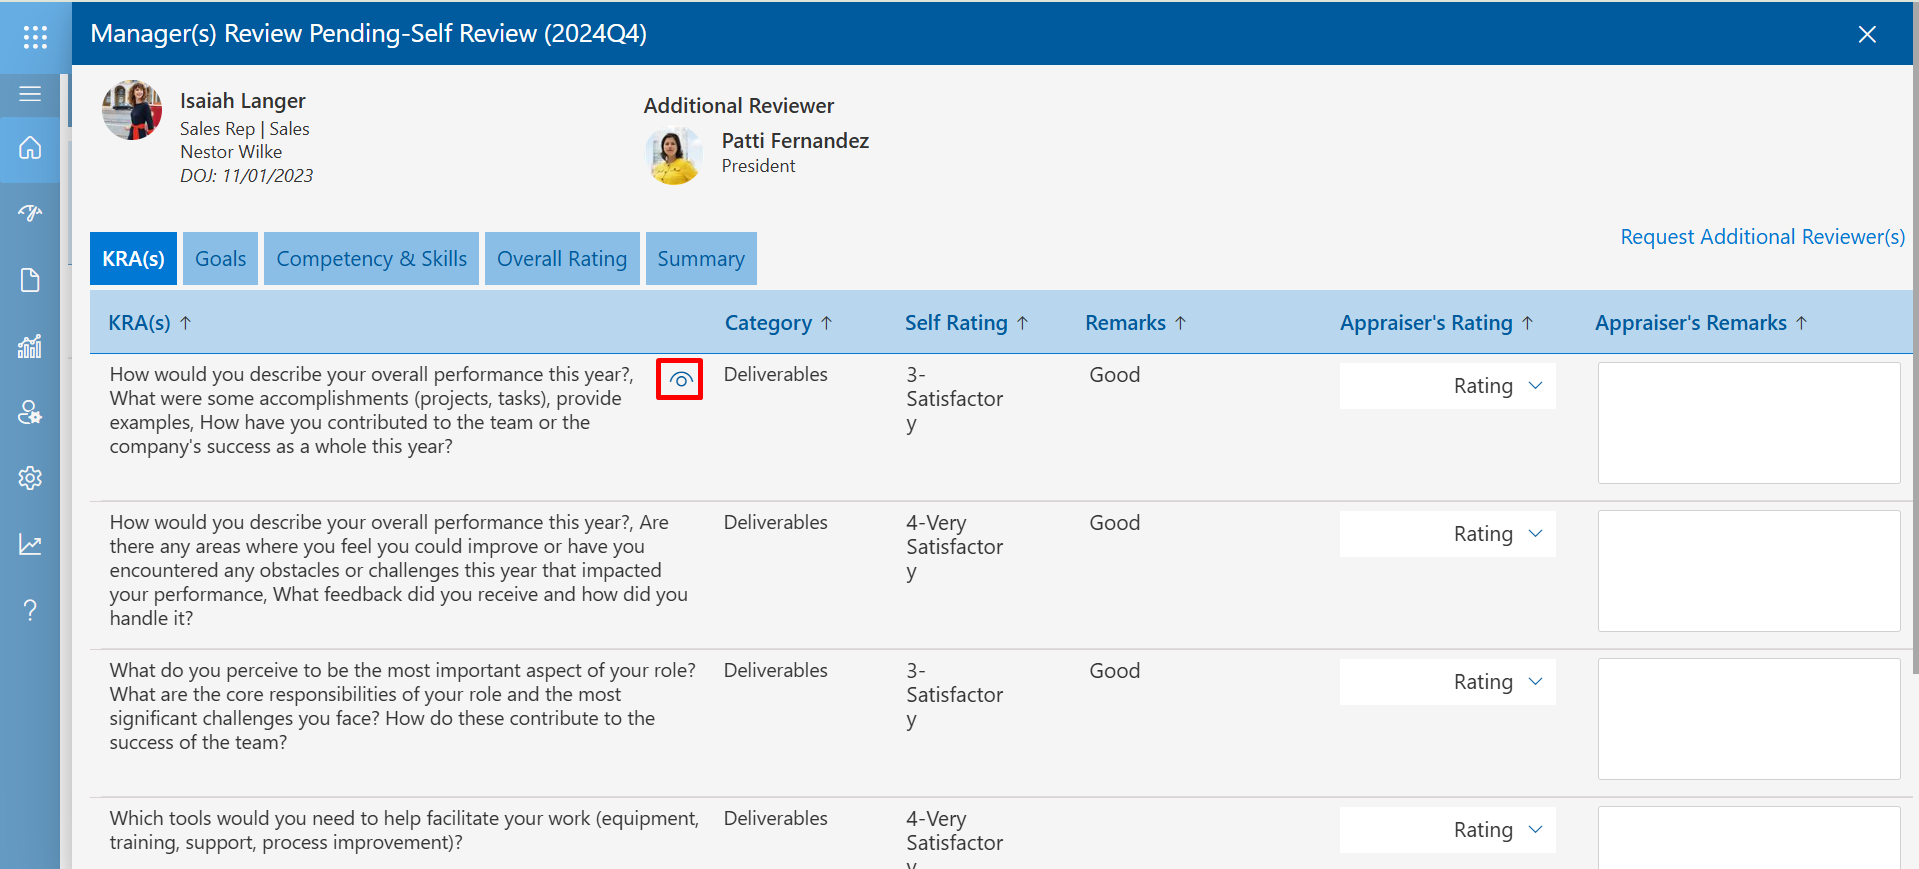 Manager(s) Review Pending-Self Review (2024Q4)
Isaiah Langer
Sales Rep | Sales
Nestor Wilke
DOJ: 11/01/2023
Additional Reviewer
Patti Fernandez
President
Request Additional Reviewer(s)
KRA(s) Goals Competency & Skills Overall Rating Summary
KRA(s) ↑ Category ↑ Self Rating ↑ Remarks ↑ Appraiser's Rating ↑ Appraiser's Remarks ↑
How would you describe your overall performance this year?,
What were some accomplishments (projects, tasks), provide
examples, How have you contributed to the team or the
company's success as a whole this year?
Deliverables
3-
Satisfactor
y
Good
Rating
How would you describe your overall performance this year?, Are
there any areas where you feel you could improve or have you
encountered any obstacles or challenges this year that impacted
your performance, What feedback did you receive and how did you
handle it?
Deliverables
4-Very
Satisfactor
y
Good
Rating
What do you perceive to be the most important aspect of your role?
What are the core responsibilities of your role and the most
significant challenges you face? How do these contribute to the
success of the team?
Deliverables
3-
Satisfactor
y
Good
Rating
Which tools would you need to help facilitate your work (equipment,
training, support, process improvement)?
Deliverables
4-Very
Satisfactor
y
Rating